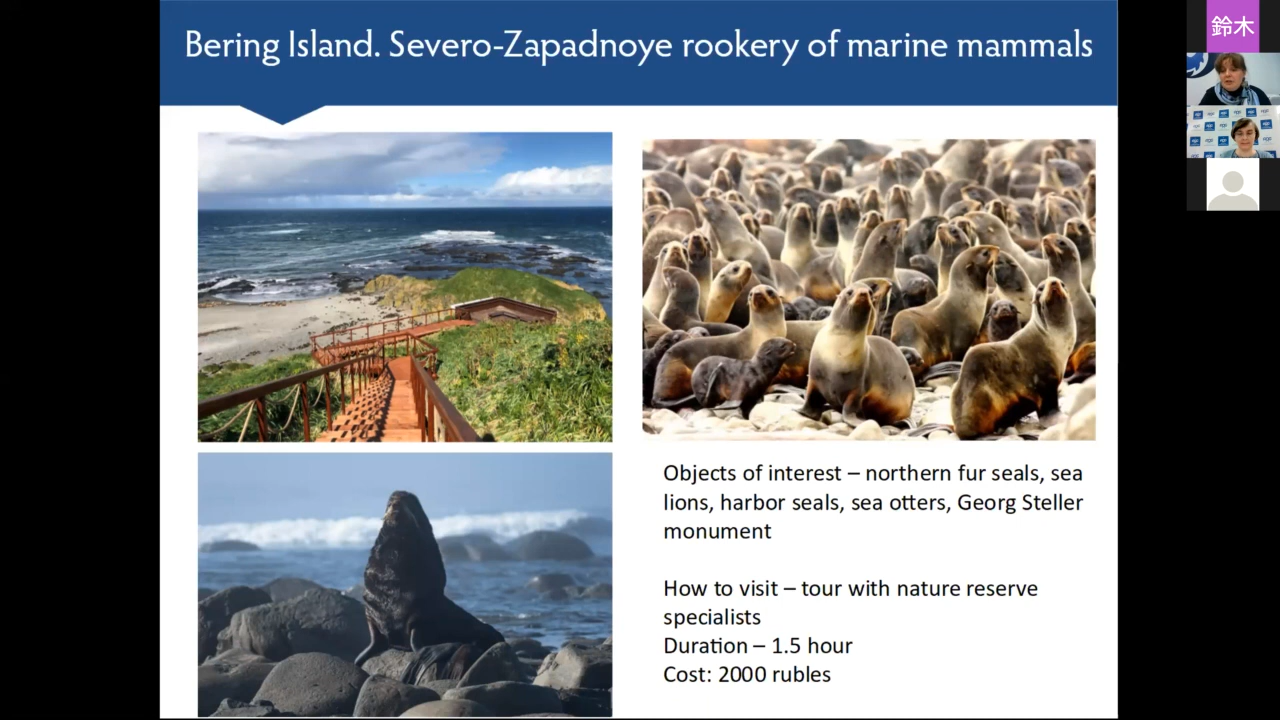 Bering Island. Severo-Zapadnoye rookery of marine mammals
鈴木
Objects of interest – northern fur seals, sea
lions, harbor seals, sea otters, Georg Steller
monument
How to visit – tour with nature reserve
specialists
Duration – 1.5 hour
Cost: 2000 rubles